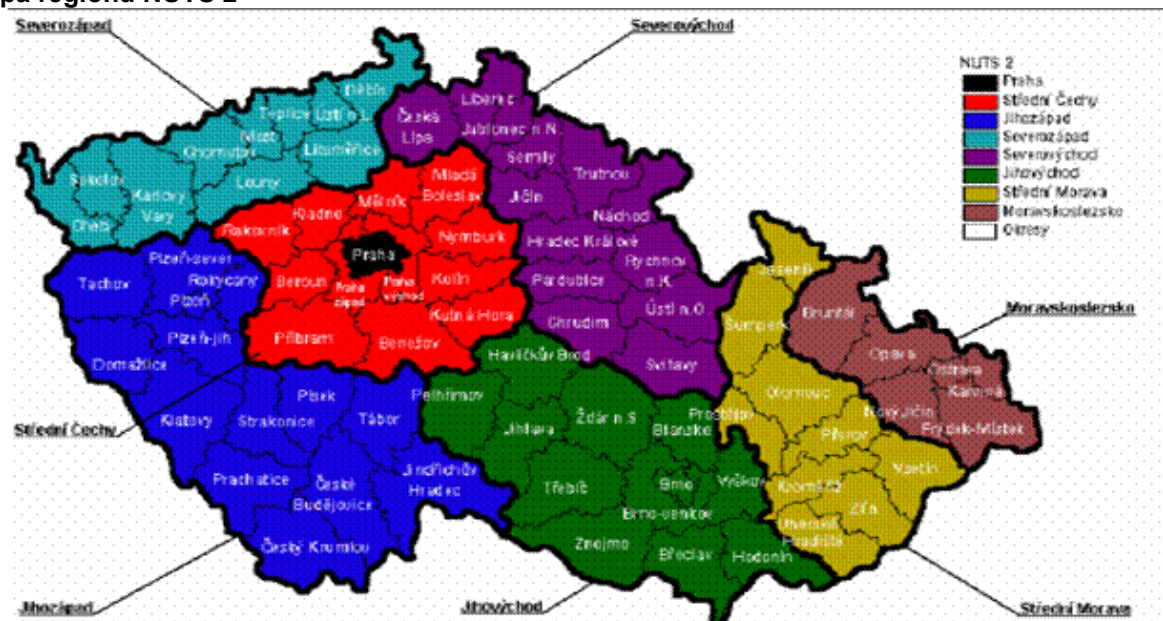 pa regionů NUTS 2
Severozápad
Severovýchod
NUTS 2
Praha
Střední Čechy
Jihozápad
Severozápad
Severovýchod
Jihovýchod
Střední Morava
Moravskoslezsko
Okresy
Děčín
Teplice
Ústí n.L.
Most
Chomutov
Litoměřice
Louny
Sokolov
Karlovy
Vary
Cheb
Liberec
Česká
Lípa
Jablonec n.N.
Semily
Trutnov
Jičín
Náchod
Hradec Králové
Rychnov
n.K.
Pardubice
Ústí n.O.
Chrudim
Svitavy
Mladá
Boleslav
Mělník
Kladno
Rakovník
Nymburk
Praha
Beroun
Praha
západ
Praha
východ
Kolín
Kutná Hora
Příbram
Benešov
Plzeň-sever
Rokycany
Tachov
Plzeň
Plzeň-jih
Domažlice
Klatovy
Písek
Strakonice
Tábor
Prachatice
České
Budějovice
Jindřichův
Hradec
Český Krumlov
Havlíčkův Brod
Pelhřimov
Jihlava
Žďár n.S
Blansko
Třebíč
Brno
Vyškov
Brno-venkov
Znojmo
Břeclav
Hodonín
Jeseník
Šumperk
Olomouc
Prostějov
Přerov
Vsetín
Kroměříž
Zlín
Uherské
Hradiště
Bruntál
Opava
Ostrava
Karviná
Nový Jičín
Frýdek-Místek
Moravskoslezsko
Střední Čechy
Jihozápad
Jihovýchod
Střední Morava